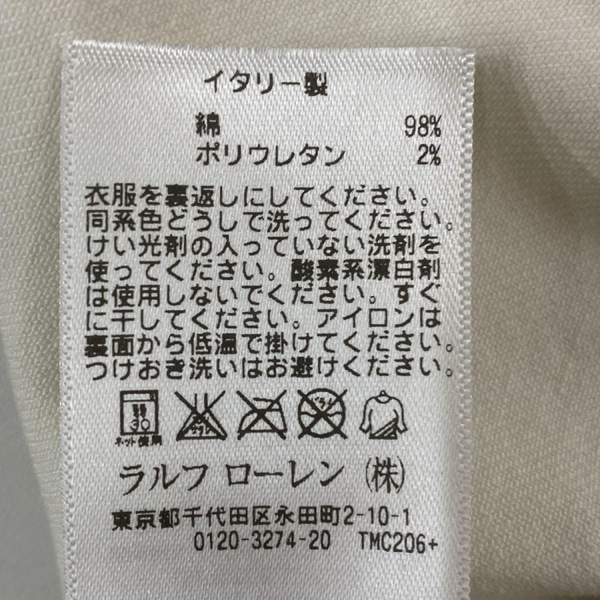 イタリー製
綿 98%
ポリウレタン 2%
衣服を裏返しにしてください。
同系色どうしで洗ってください。
けい光剤の入っていない洗剤を
使ってください。酸素系漂白剤
は使用しないでください。すぐ
に干してください。アイロンは
裏面から低温で掛けてください。
つけおき洗いはお避けください。
30
ネット使用
ラルフ ローレン (株)
東京都千代田区永田町2-10-1
0120-3274-20 TMC206+